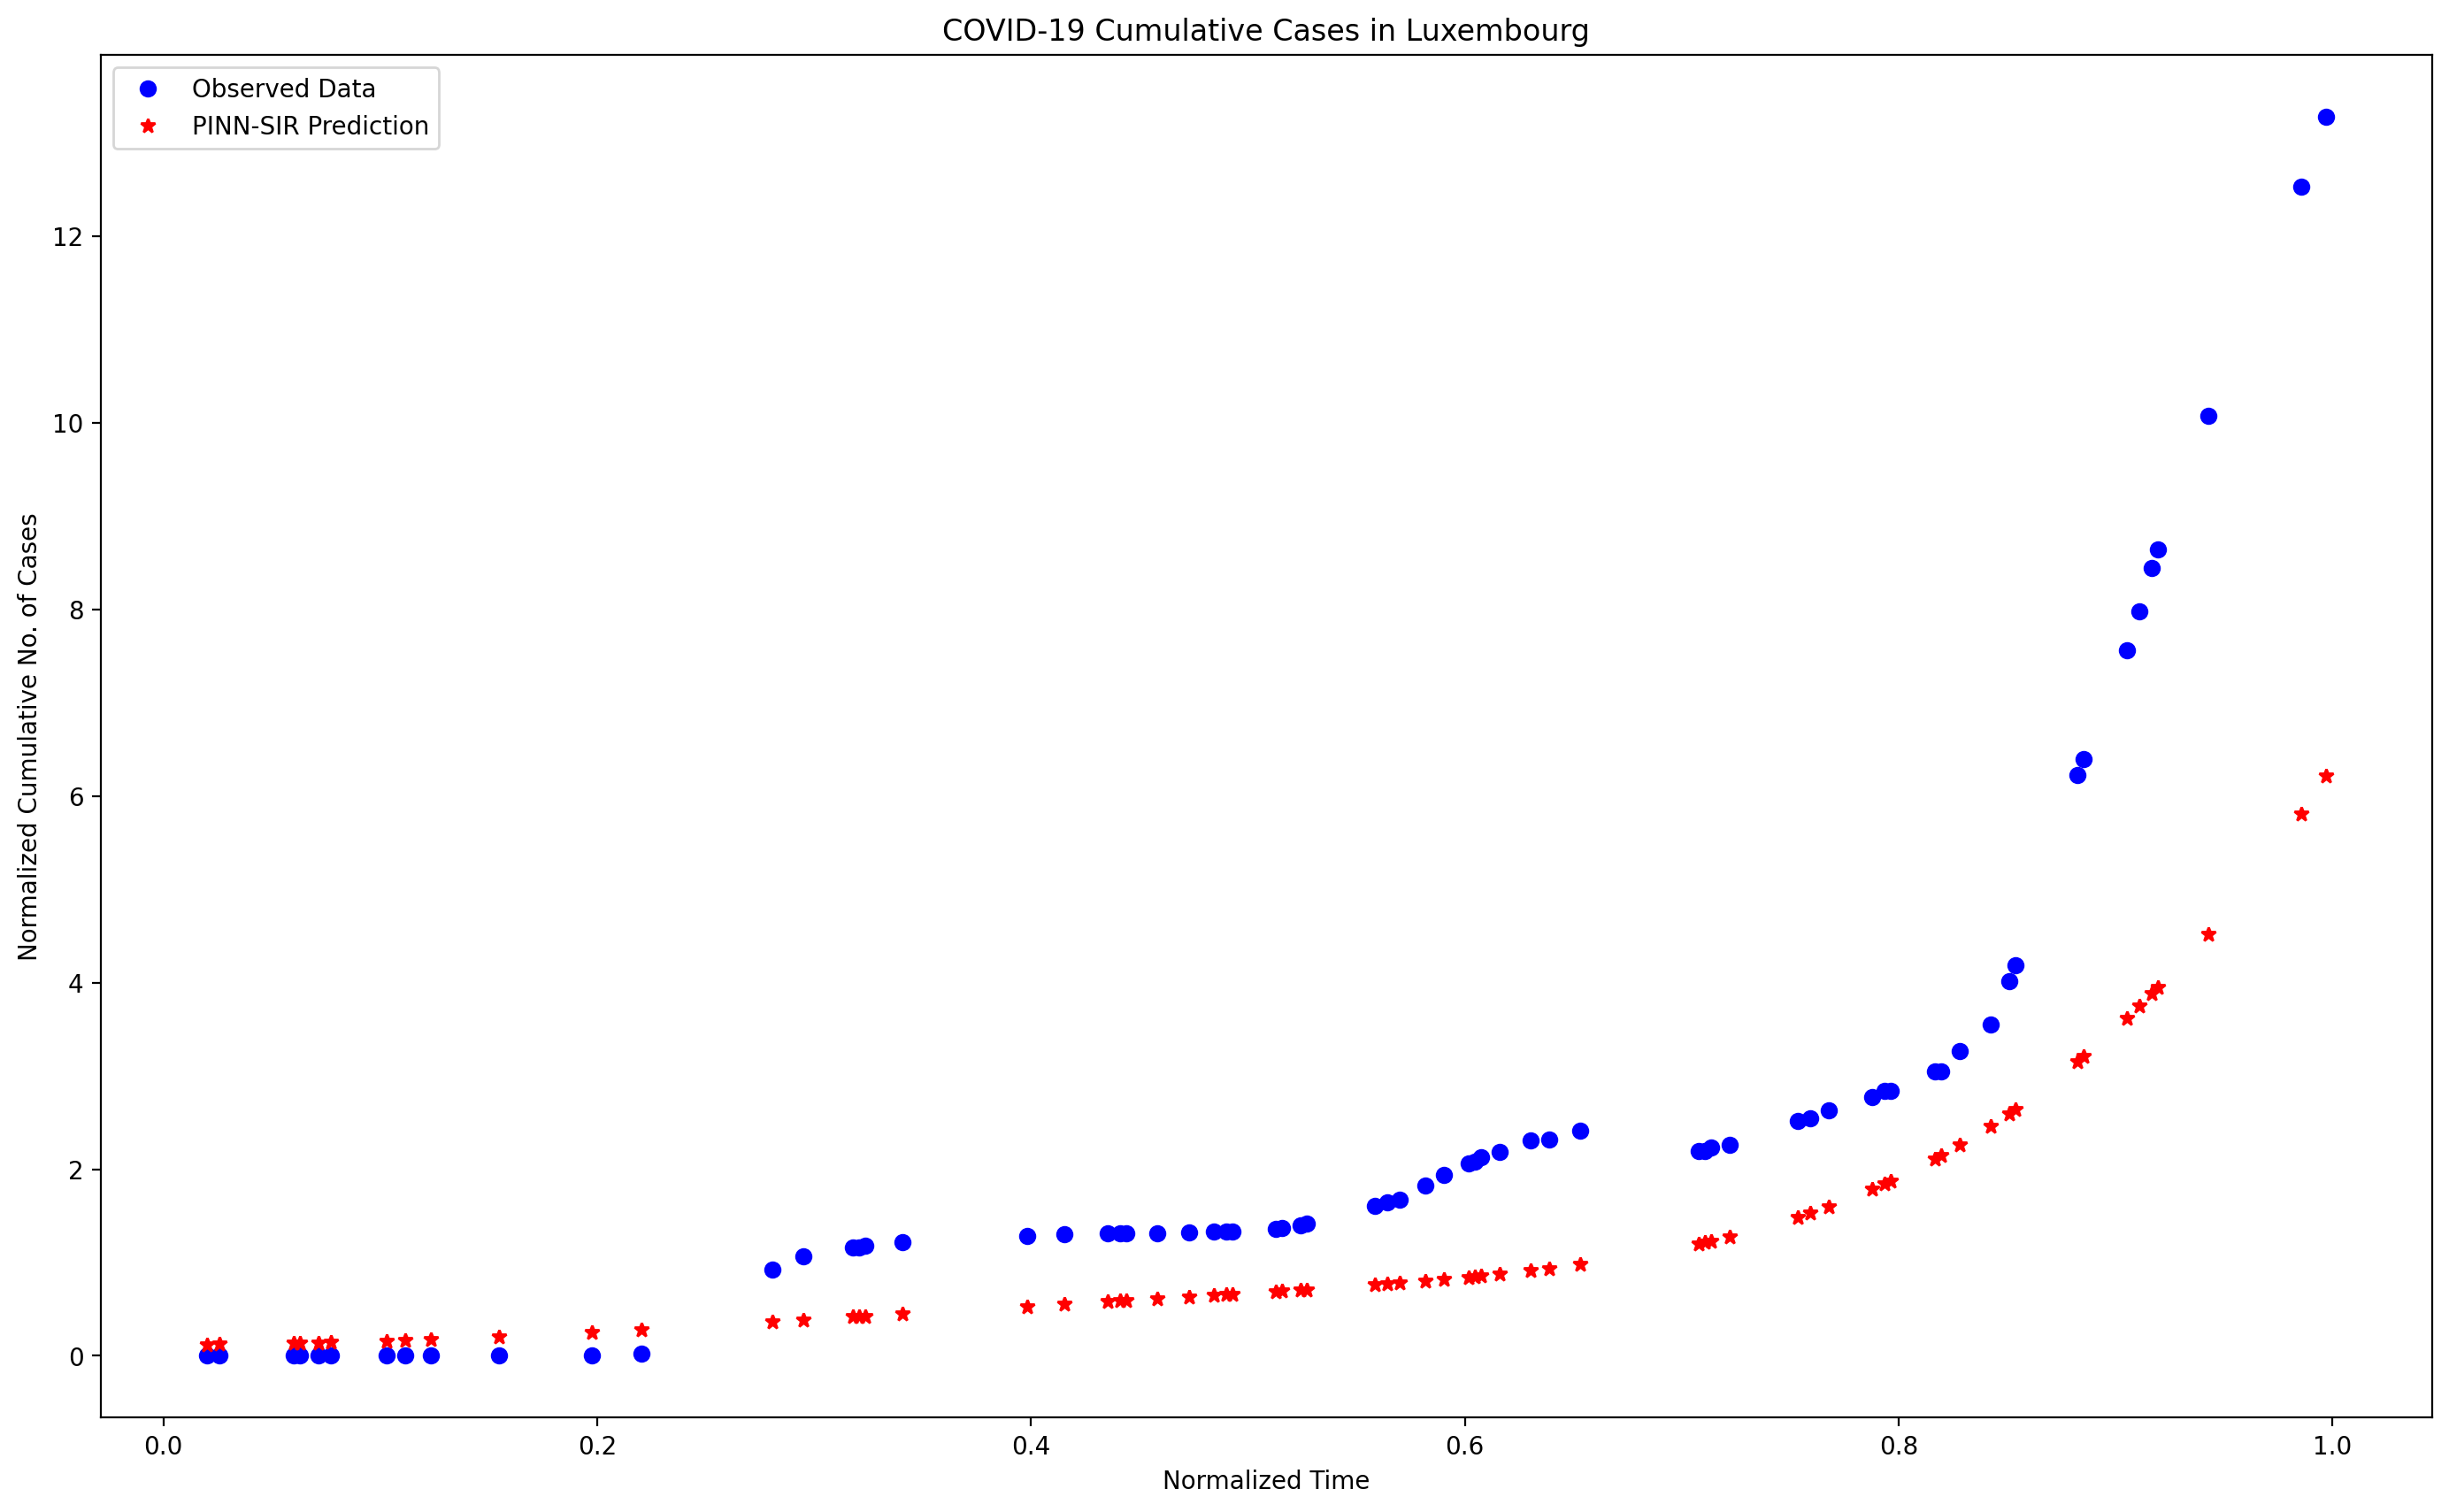 COVID-19 Cumulative Cases in Luxembourg
Observed Data
PINN-SIR Prediction
Normalized Cumulative No. of Cases
12
10
8
6
4
2
0
0.0 0.2 0.4 0.6 0.8 1.0
Normalized Time